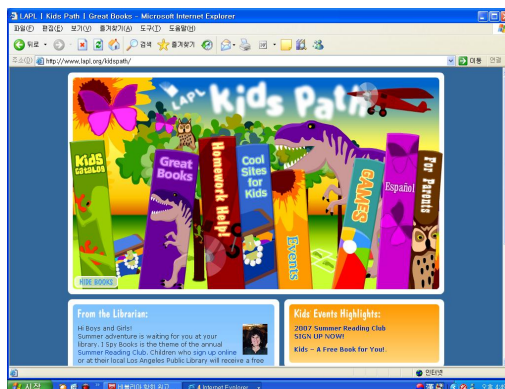 LAPL | Kids Path | Great Books - Microsoft Internet Explorer
파일(F) 편집(E) 보기(V) 즐겨찾기(A) 도구(T) 도움말(H)
뒤로 검색 즐겨찾기
주소(D) http://www.lapl.org/kidspath/ 이동 연결
LAPL Kids Path
Kids Catalog
Great Books
Homework Help!
Cool Sites for Kids
Events
GAMES
Español
For Parents
HIDE BOOKS
From the Librarian:
Hi Boys and Girls!
Summer adventure is waiting for you at your
library. I Spy Books is the theme of the annual
Summer Reading Club. Children who sign up online
or at their local Los Angeles Public Library will receive a free
Kids Events Highlights:
2007 Summer Reading Club
SIGN UP NOW!
Kids – A Free Book for You!.
인터넷
시작
4 Internet Explorer